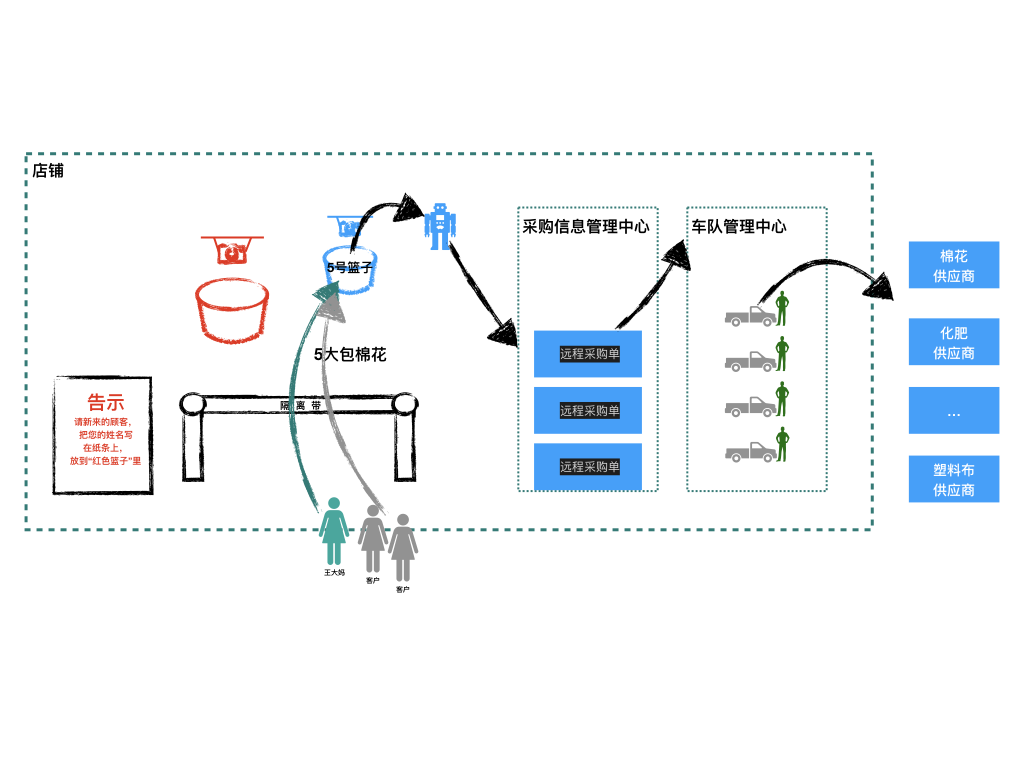 店铺
5号篮子
5大包棉花
告示
请新来的顾客，
把您的姓名写
在纸条上，
放到“红色篮子”里
隔 离 带
王大妈
客户
客户
采购信息管理中心
远程采购单
远程采购单
远程采购单
车队管理中心
棉花
供应商
化肥
供应商
...
塑料布
供应商